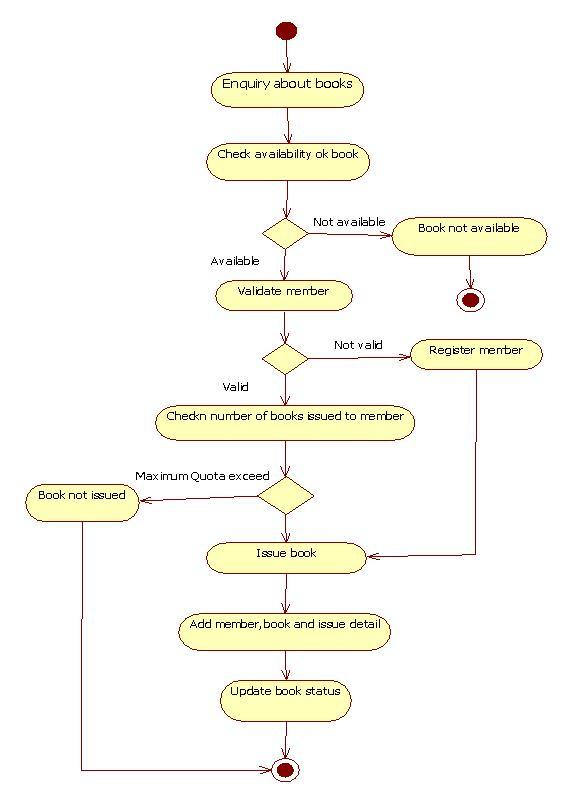 Enquiry about books
Check availability ok book
Not available
Book not available
Available
Validate member
Not valid
Register member
Valid
Checkn number of books issued to member
Maximum Quota exceed
Book not issued
Issue book
Add member,book and issue detail
Update book status